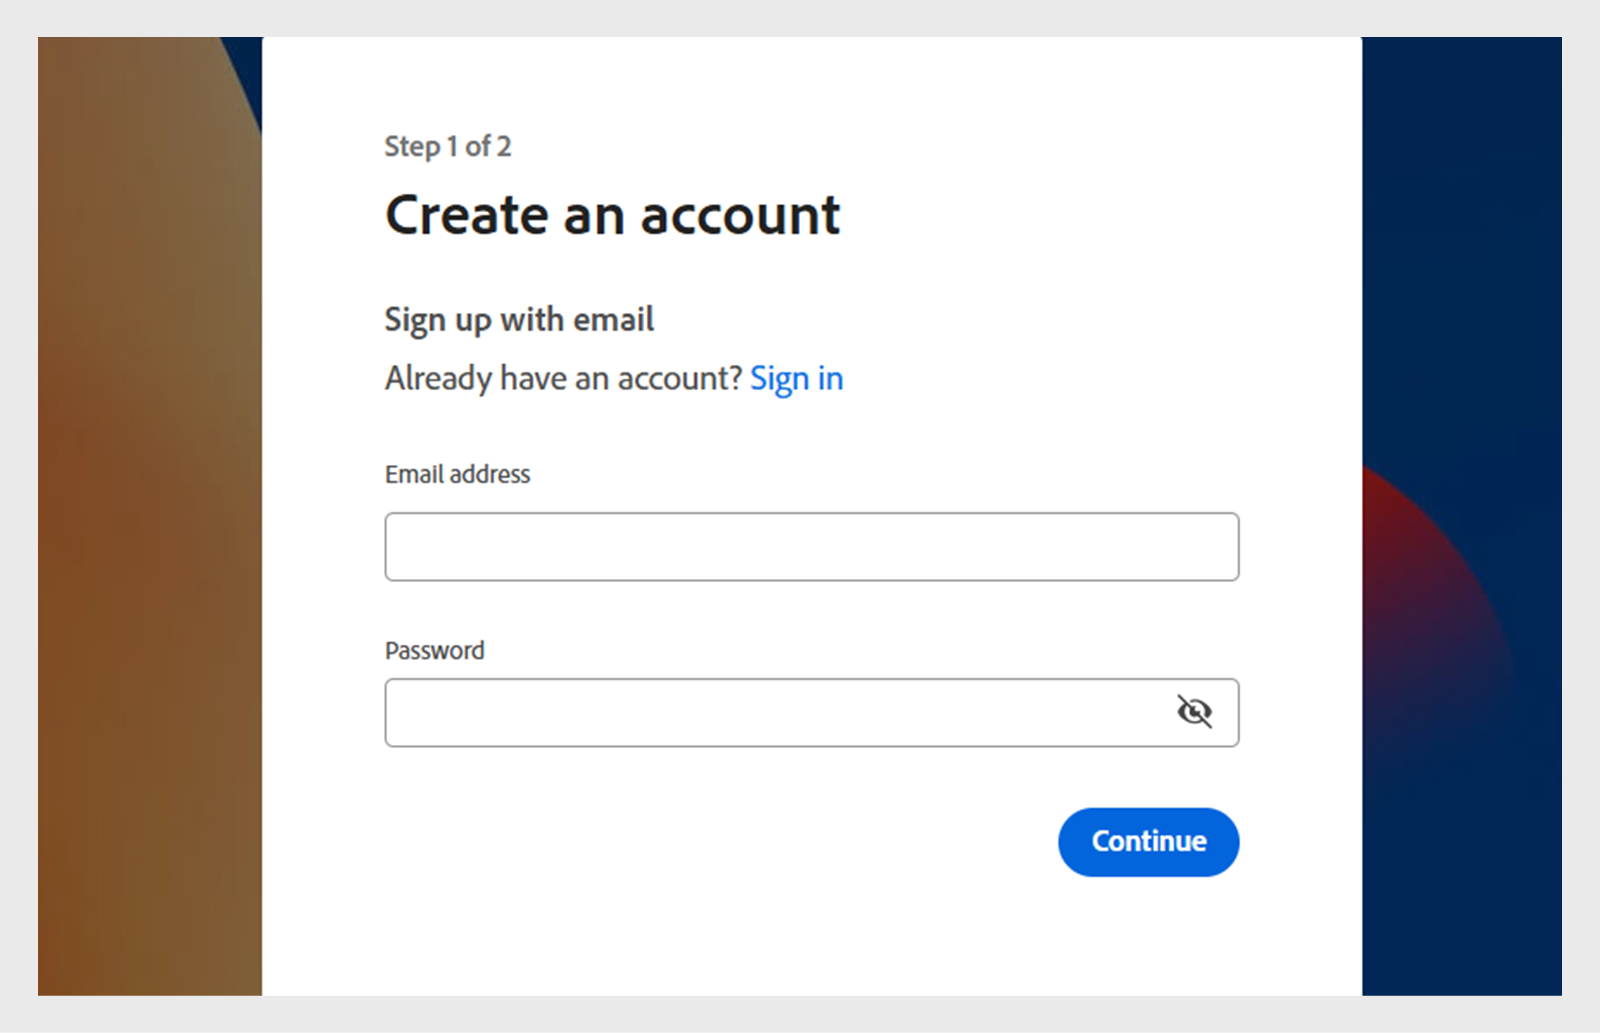 Step 1 of 2
Create an account
Sign up with email
Already have an account? Sign in
Email address
Password
Continue